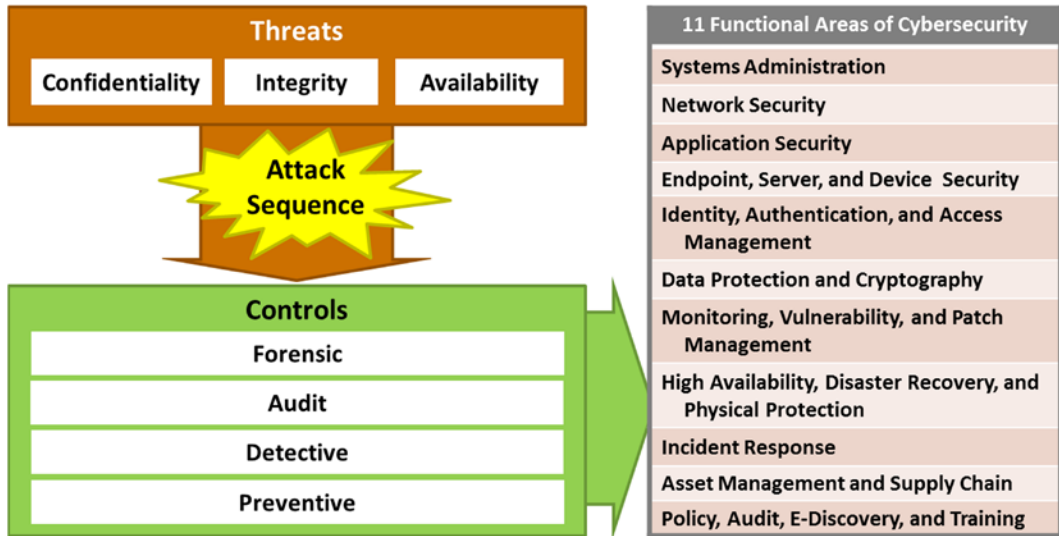 Threats
Confidentiality
Integrity
Availability
Attack
Sequence
Controls
Forensic
Audit
Detective
Preventive
11 Functional Areas of Cybersecurity
Systems Administration
Network Security
Application Security
Endpoint, Server, and Device Security
Identity, Authentication, and Access
Management
Data Protection and Cryptography
Monitoring, Vulnerability, and Patch
Management
High Availability, Disaster Recovery, and
Physical Protection
Incident Response
Asset Management and Supply Chain
Policy, Audit, E-Discovery, and Training